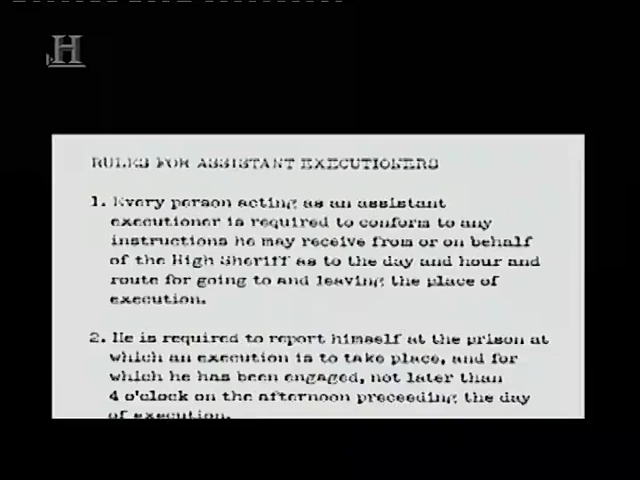 H
RULES FOR ASSISTANT EXECUTIONERS
1. Every person acting as an assistant
executioner is required to conform to any
instructions he may receive from or on behalf
of the High Sheriff as to the day and hour and
route for going to and leaving the place of
execution.
2. He is required to report himself at the prison at
which an execution is to take place, and for
which he has been engaged, not later than
4 o'clock on the afternoon preceeding the day
of execution.